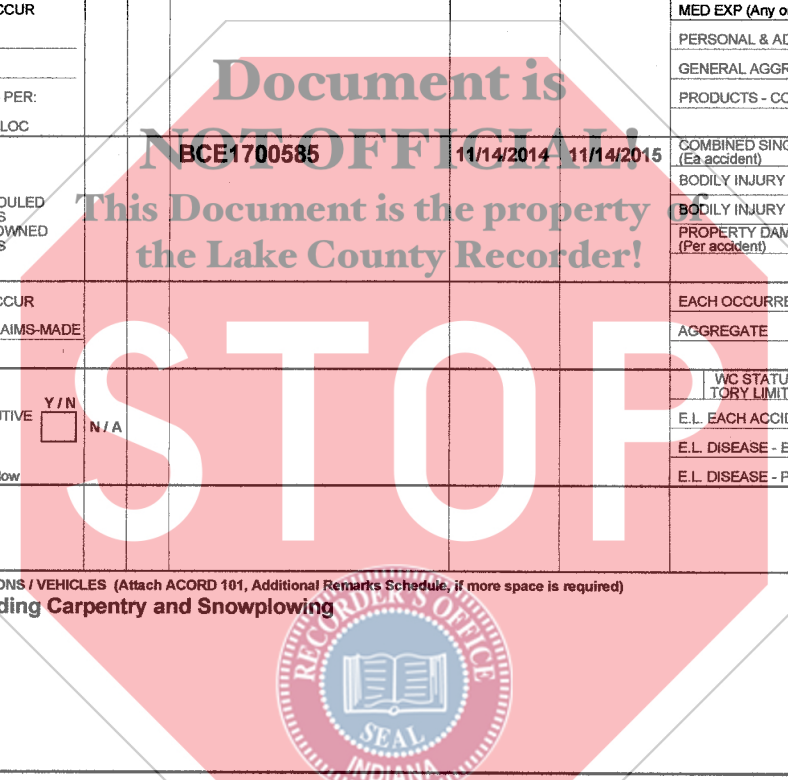 CCUR
MED EXP (Any o
PERSONAL & AD
GENERAL AGGR
PER:
PRODUCTS - CO
LOC
Document is
NOT OFFICIAL!
This Document is the property of
the Lake County Recorder!
BCE1700585 11/14/2014 11/14/2015
COMBINED SING
(Ea accident)
BODILY INJURY
DULED
S
BODILY INJURY
OWNED
S
PROPERTY DAM
(Per accident)
CCUR
EACH OCCURRE
AIMS-MADE
AGGREGATE
WC STATU
TORY LIMIT
Y / N
UTIVE
N / A
E.L. EACH ACCID
E.L. DISEASE - E
low
E.L. DISEASE - P
STOP
ONS / VEHICLES (Attach ACORD 101, Additional Remarks Schedule, if more space is required)
ding Carpentry and Snowplowing
RECORDER'S OFFICE
SEAL
INDIANA